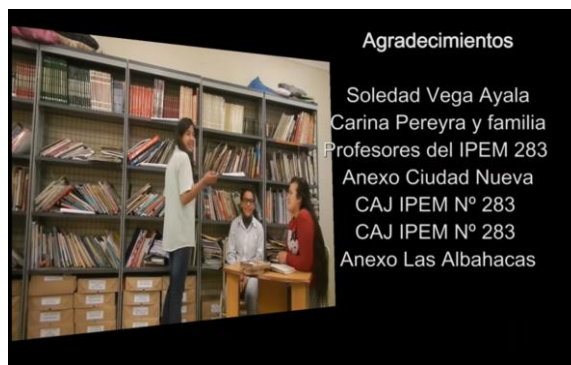 Agradecimientos
Soledad Vega Ayala
Carina Pereyra y familia
Profesores del IPEM 283
Anexo Ciudad Nueva
CAJ IPEM Nº 283
CAJ IPEM Nº 283
Anexo Las Albahacas